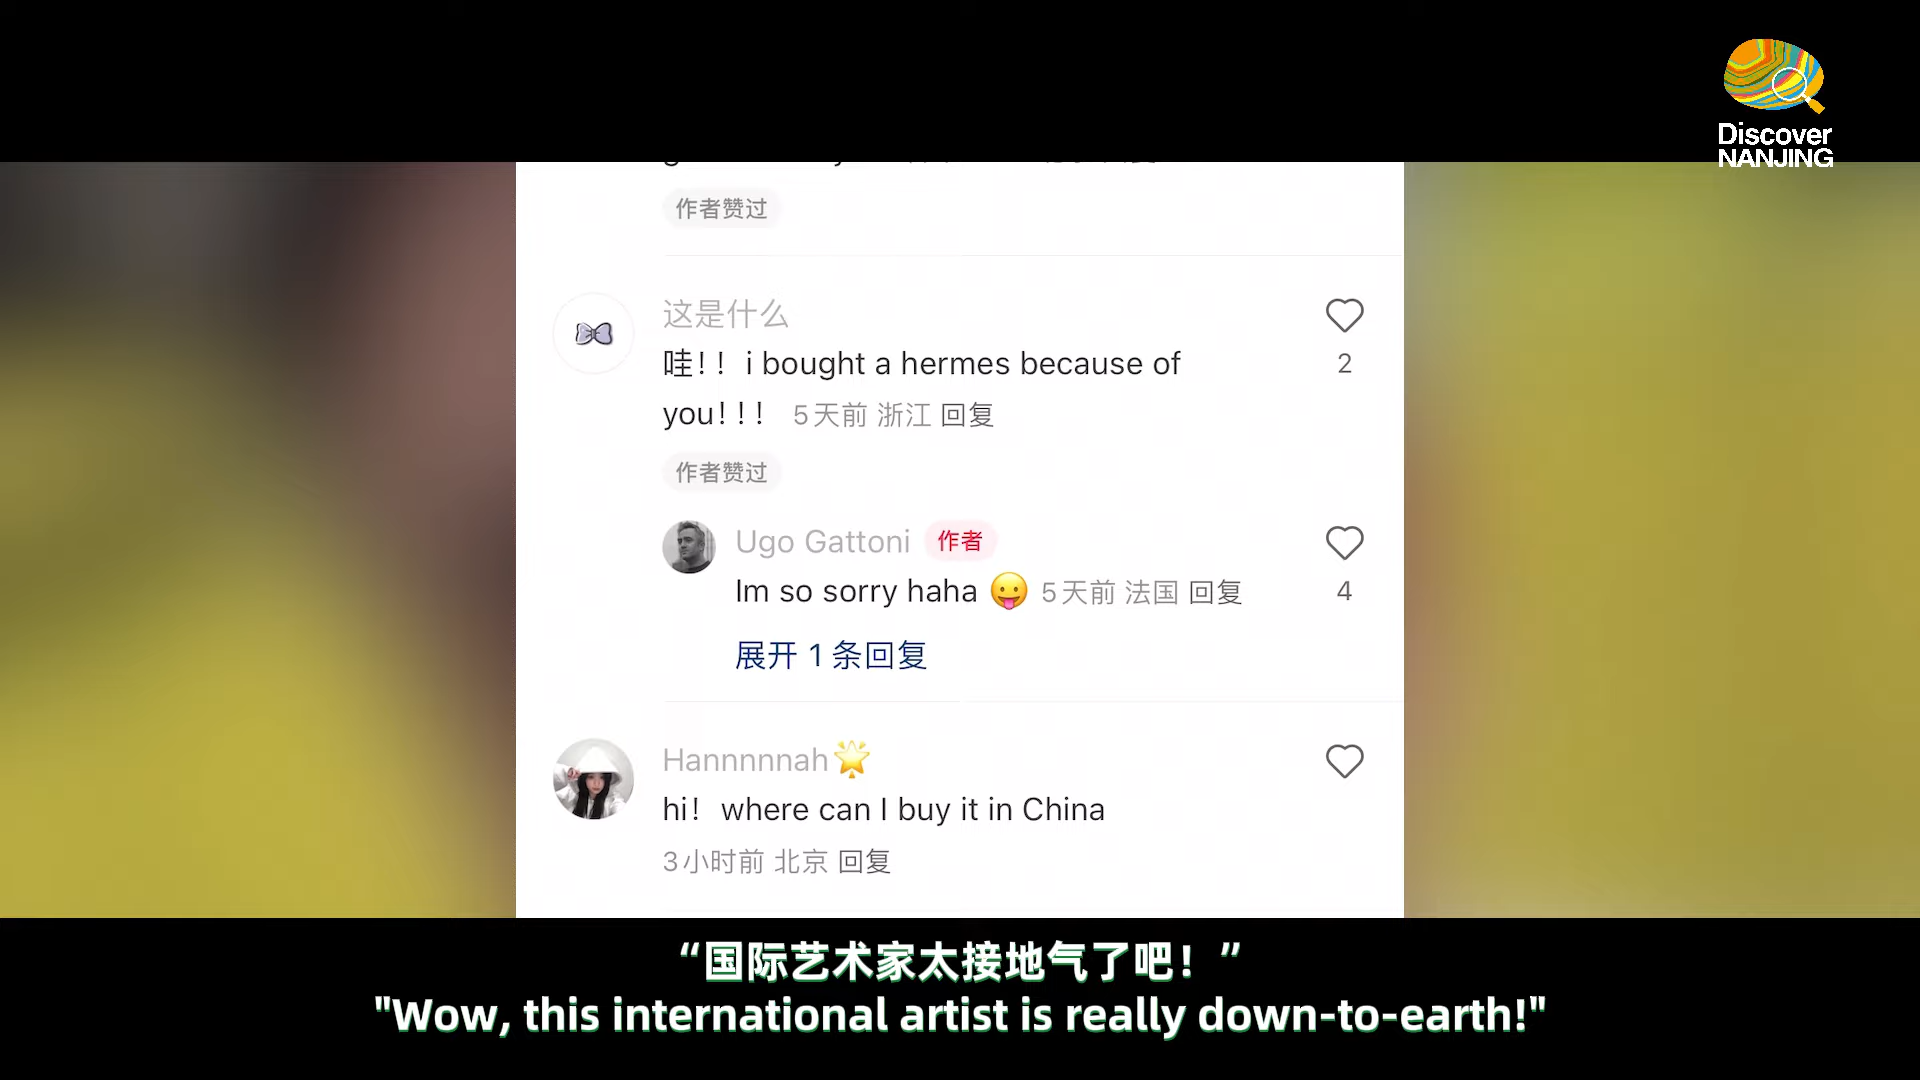 Discover
NANJING
作者赞过
这是什么
哇！！ i bought a hermes because of
you！！！ 5天前 浙江 回复
2
作者赞过
Ugo Gattoni 作者
Im so sorry haha 😛 5天前 法国 回复
4
展开 1 条回复
Hannnnnah🌟
hi！ where can I buy it in China
3小时前 北京 回复
“国际艺术家太接地气了吧！”
"Wow, this international artist is really down-to-earth!"